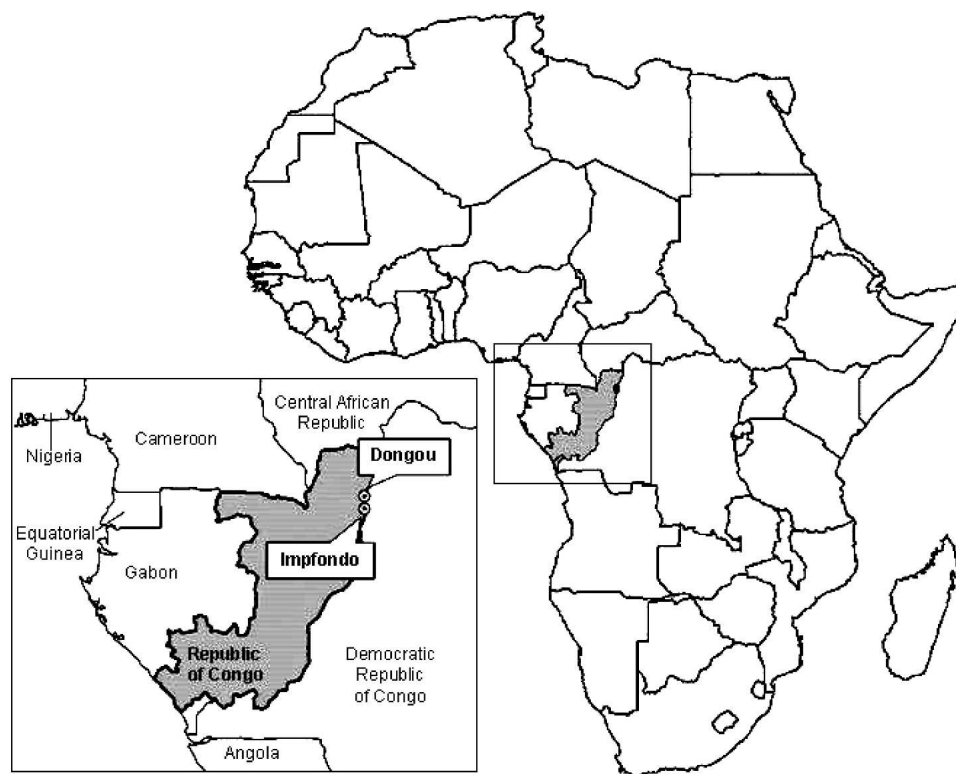 Central African
Republic
Cameroon
Dongou
Nigeria
Equatorial
Guinea
Impfondo
Gabon
Republic
of Congo
Democratic
Republic
of Congo
Angola